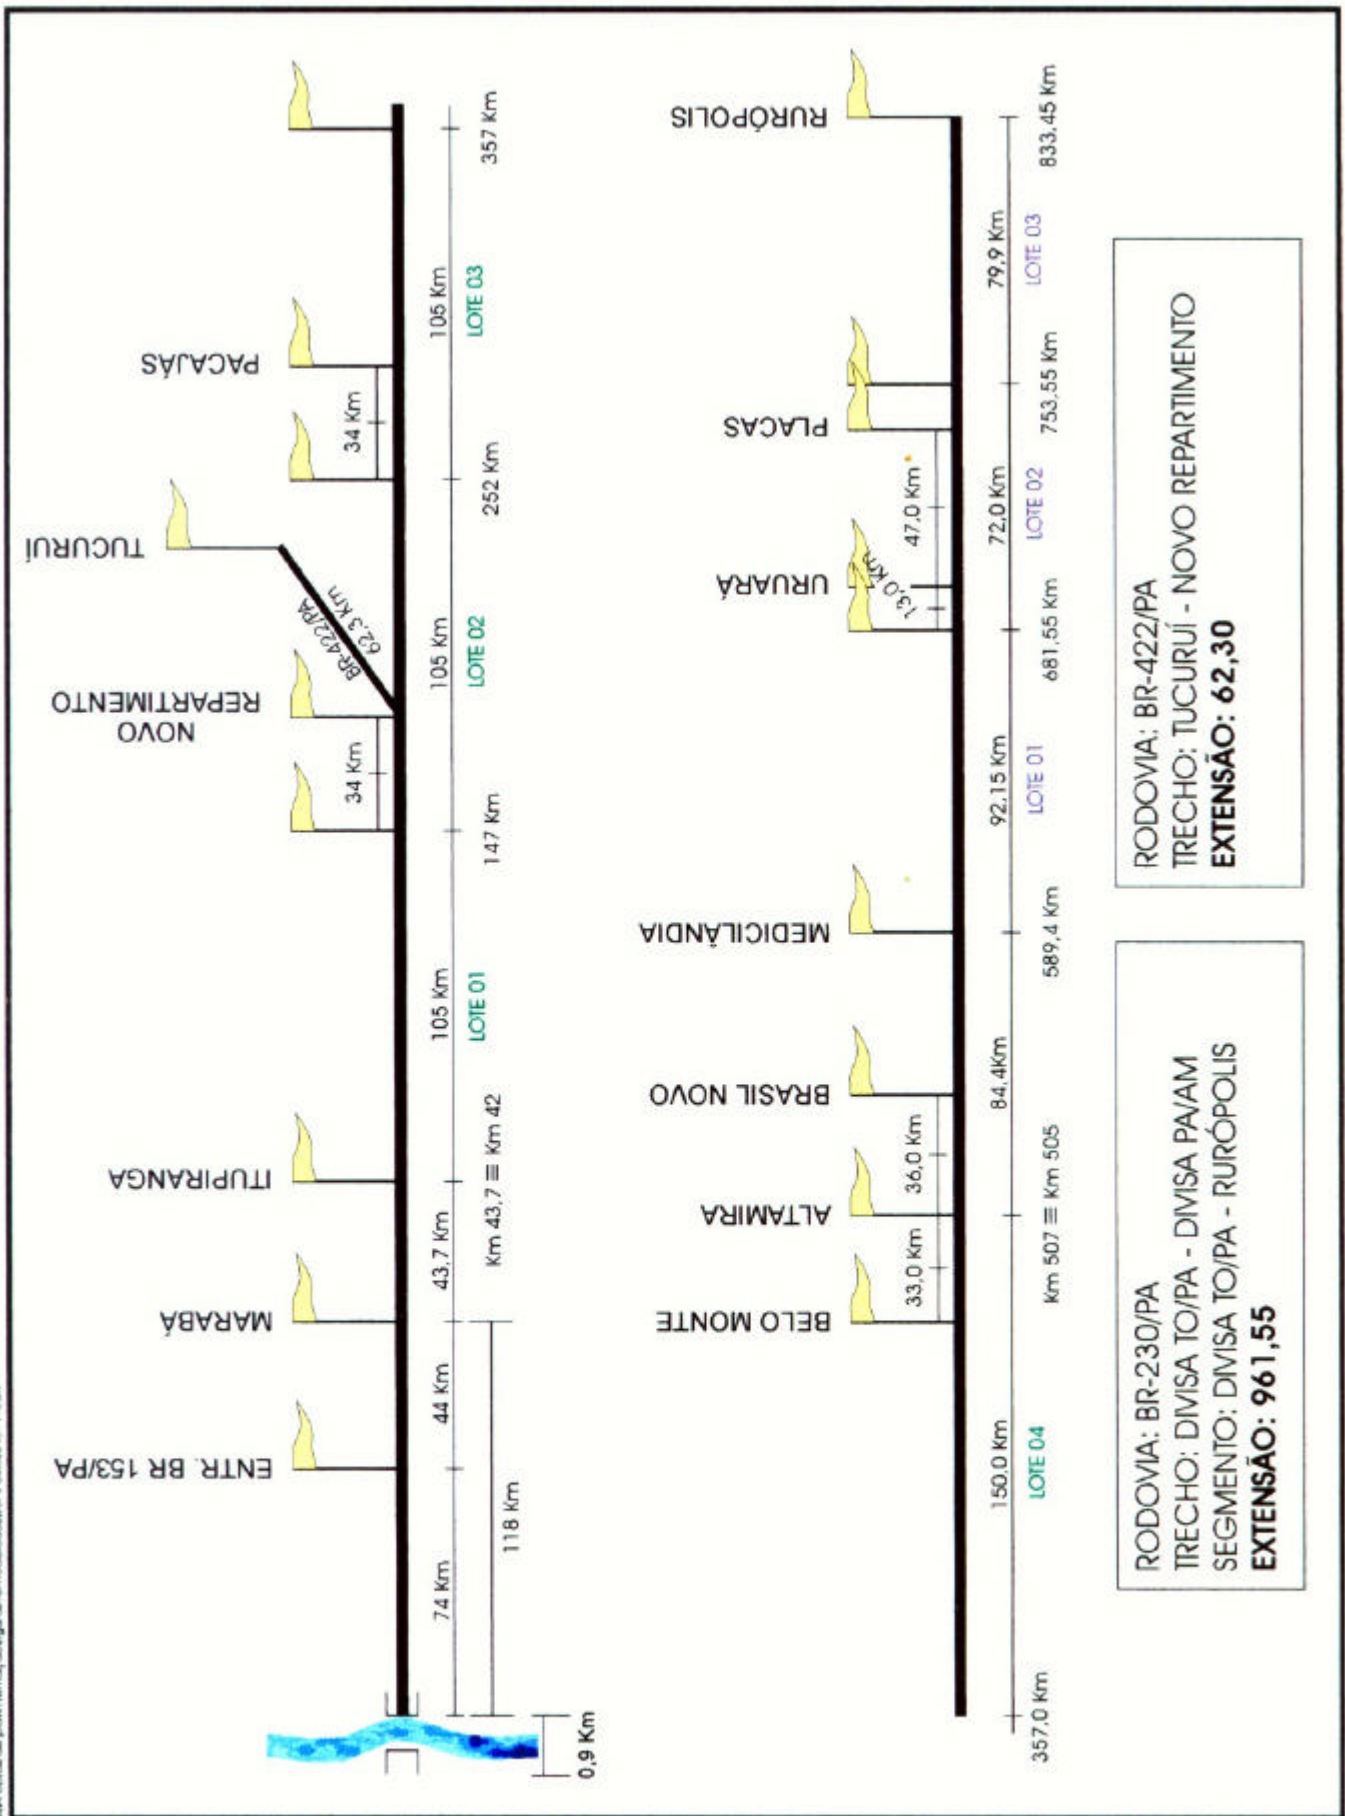 ENTR. BR 153/PA
MARABÁ
ITUPIRANGA
NOVO
REPARTIMENTO
TUCURUÍ
PACAJÁS
34 Km
BR-422/PA
62,3 Km
34 Km
74 Km
44 Km
43,7 Km
105 Km
105 Km
105 Km
LOTE 01
LOTE 02
LOTE 03
118 Km
Km 43,7 ≡ Km 42
147 Km
252 Km
357 Km
0,9 Km
BELO MONTE
ALTAMIRA
BRASIL NOVO
MEDICILÂNDIA
URUARÁ
PLACAS
RURÓPOLIS
33,0 Km
36,0 Km
13,0 Km
47,0 Km
150,0 Km
84,4Km
92,15 Km
72,0 Km
79,9 Km
LOTE 04
LOTE 01
LOTE 02
LOTE 03
357,0 Km
Km 507 ≡ Km 505
589,4 Km
681,55 Km
753,55 Km
833,45 Km
RODOVIA: BR-230/PA
TRECHO: DIVISA TO/PA - DIVISA PA/AM
SEGMENTO: DIVISA TO/PA - RURÓPOLIS
EXTENSÃO: 961,55
RODOVIA: BR-422/PA
TRECHO: TUCURUÍ - NOVO REPARTIMENTO
EXTENSÃO: 62,30